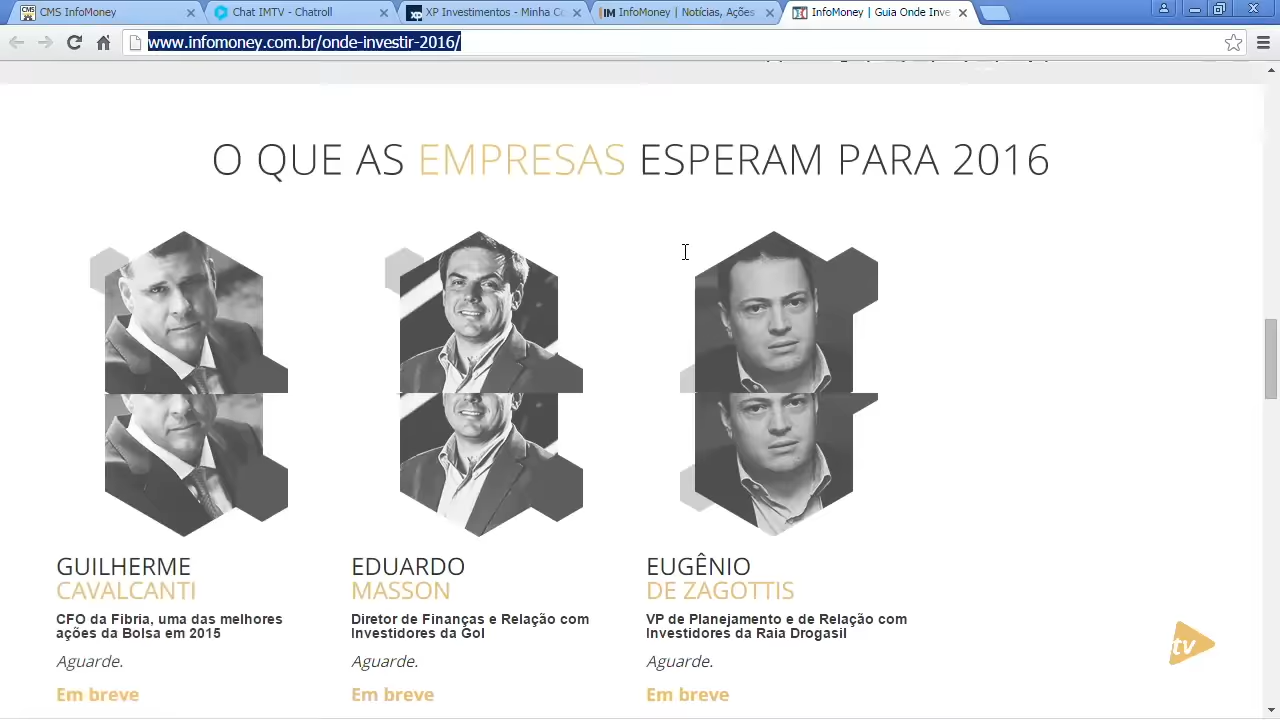 CMS InfoMoney
Chat IMTV - Chatroll
XP Investimentos - Minha Co
InfoMoney | Notícias, Ações
InfoMoney | Guia Onde Inve
www.infomoney.com.br/onde-investir-2016/
O QUE AS EMPRESAS ESPERAM PARA 2016
GUILHERME
CAVALCANTI
CFO da Fibria, uma das melhores
ações da Bolsa em 2015
Aguarde.
Em breve
EDUARDO
MASSON
Diretor de Finanças e Relação com
Investidores da Gol
Aguarde.
Em breve
EUGÊNIO
DE ZAGOTTIS
VP de Planejamento e de Relação com
Investidores da Raia Drogasil
Aguarde.
Em breve
tv